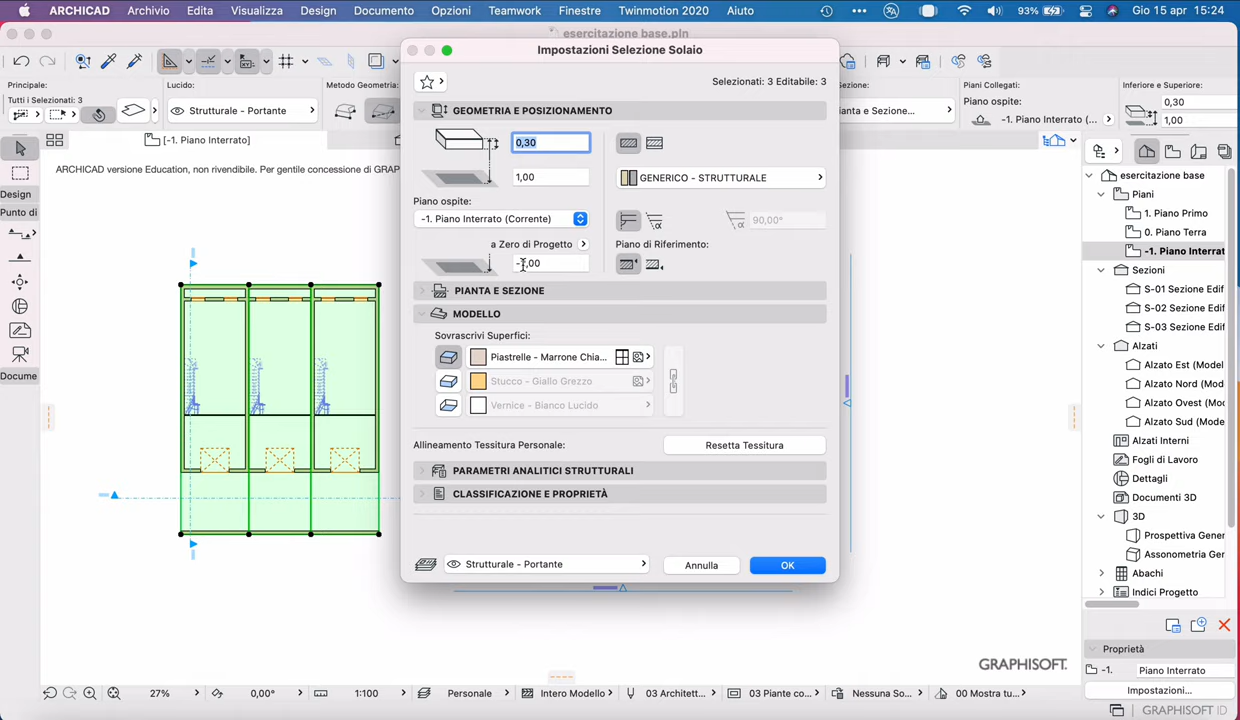 ARCHICAD Archivio Edita Visualizza Design Documento Opzioni Teamwork Finestre Twinmotion 2020 Aiuto 93% Gio 15 apr 15:24
esercitazione base.pln
Impostazioni Selezione Solaio
Principale:
Tutti i Selezionati: 3
Lucido:
Strutturale - Portante
Metodo Geometria:
Sezione:
ianta e Sezione...
Piani Collegati:
Piano ospite:
-1. Piano Interrato (...
Inferiore e Superiore:
0,30
1,00
[-1. Piano Interrato]
ARCHICAD versione Education, non rivendibile. Per gentile concessione di GRAP
Design
Punto di
Docume
Selezionati: 3 Editabile: 3
GEOMETRIA E POSIZIONAMENTO
0,30
1,00
GENERICO - STRUTTURALE
Piano ospite:
-1. Piano Interrato (Corrente)
90,00°
a Zero di Progetto
Piano di Riferimento:
PIANTA E SEZIONE
MODELLO
Sovrascrivi Superfici:
Piastrelle - Marrone Chia...
Stucco - Giallo Grezzo
Vernice - Bianco Lucido
Allineamento Tessitura Personale:
Resetta Tessitura
PARAMETRI ANALITICI STRUTTURALI
CLASSIFICAZIONE E PROPRIETÀ
Strutturale - Portante
Annulla
OK
esercitazione base
Piani
1. Piano Primo
0. Piano Terra
-1. Piano Interrat
Sezioni
S-01 Sezione Edif
S-02 Sezione Edif
S-03 Sezione Edif
Alzati
Alzato Est (Model
Alzato Nord (Mod
Alzato Ovest (Moc
Alzato Sud (Mode
Alzati Interni
Fogli di Lavoro
Dettagli
Documenti 3D
3D
Prospettiva Gener
Assonometria Ger
Abachi
Indici Progetto
Proprietà
-1. Piano Interrato
Impostazioni...
GRAPHISOFT.
27% 0,00° 1:100 Personale Intero Modello 03 Architett... 03 Piante co... Nessuna So... 00 Mostra tu...
GRAPHISOFT ID